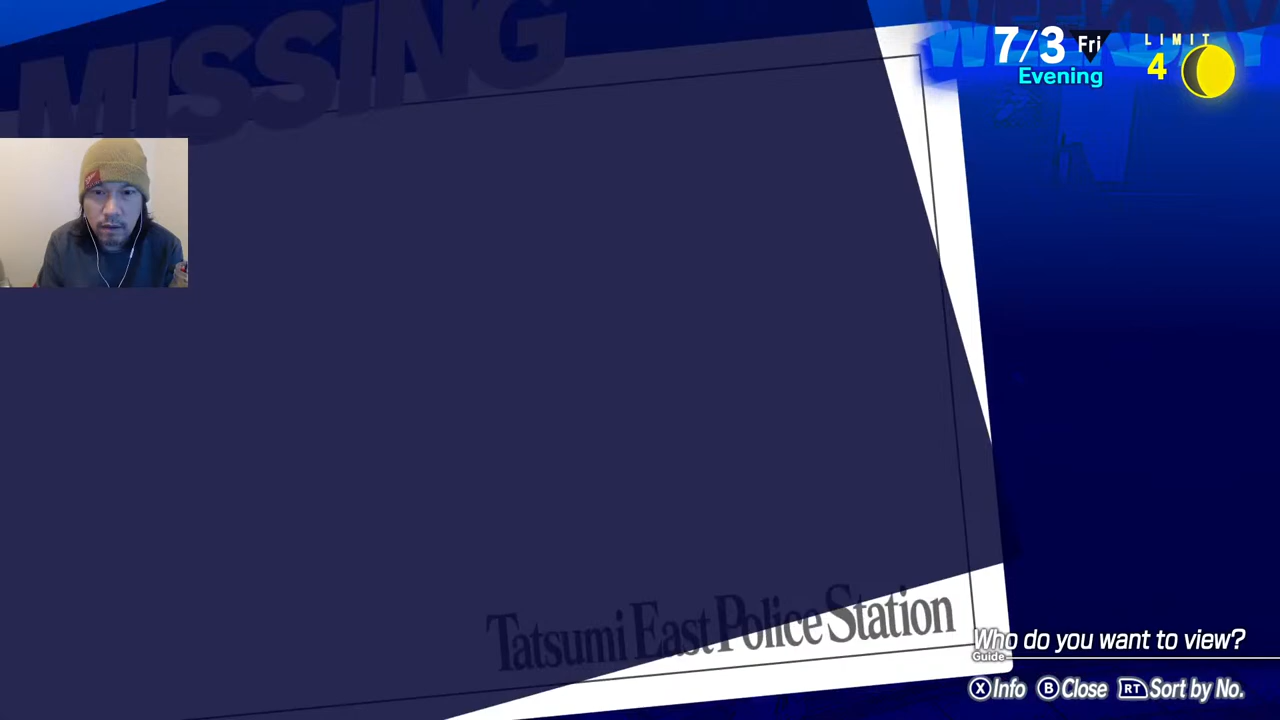 MISSING
WEEKDAY
7/3 Fri
Evening
LIMIT
4
Tatsumi East Police Station
Who do you want to view?
Guide
X Info B Close RT Sort by No.